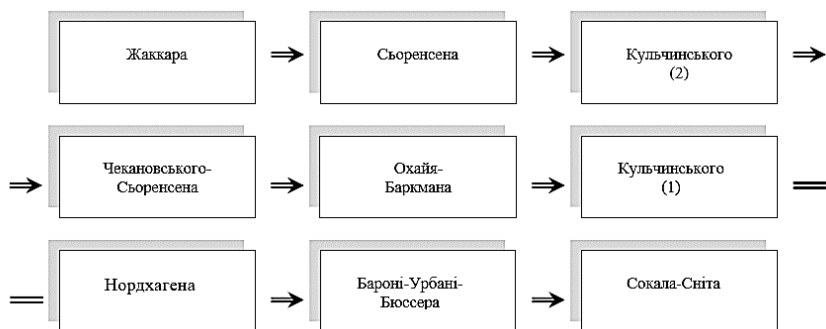 Жаккара
Сьоренсена
Кульчинського
(2)
Чекановського-
Сьоренсена
Охайя-
Баркмана
Кульчинського
(1)
Нордхагена
Бароні-Урбані-
Бюссера
Сокала-Сніта